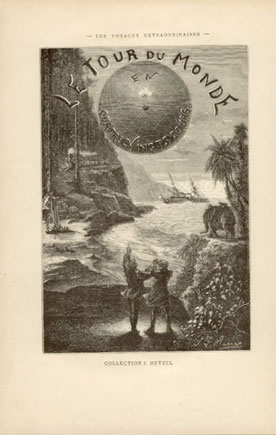 — LES VOYAGES EXTRAORDINAIRES —
LE TOUR DU MONDE
EN
QUATRE-VINGTS JOURS
COLLECTION J. HETZEL